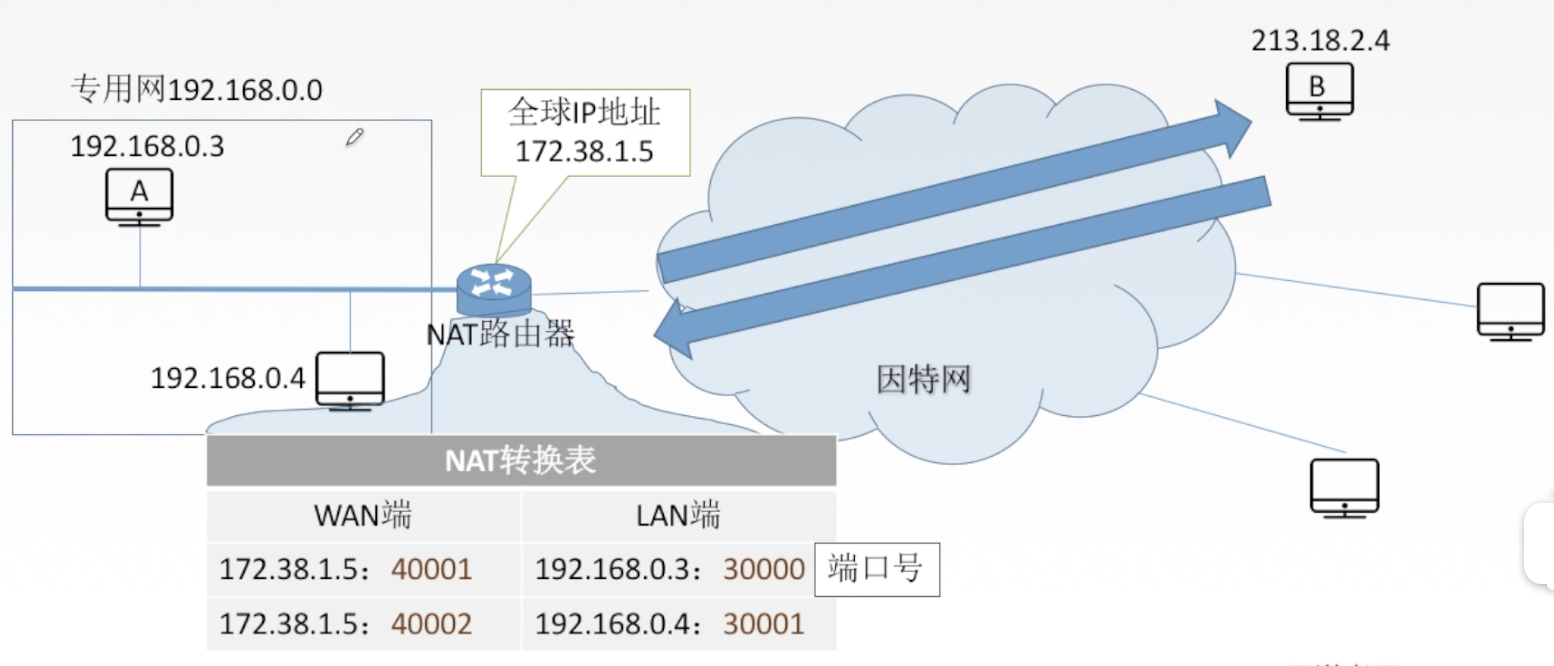 213.18.2.4
B
专用网192.168.0.0
全球IP地址
172.38.1.5
192.168.0.3
A
NAT路由器
192.168.0.4
因特网
NAT转换表
WAN端 LAN端
172.38.1.5： 40001 192.168.0.3： 30000 端口号
172.38.1.5： 40002 192.168.0.4： 30001